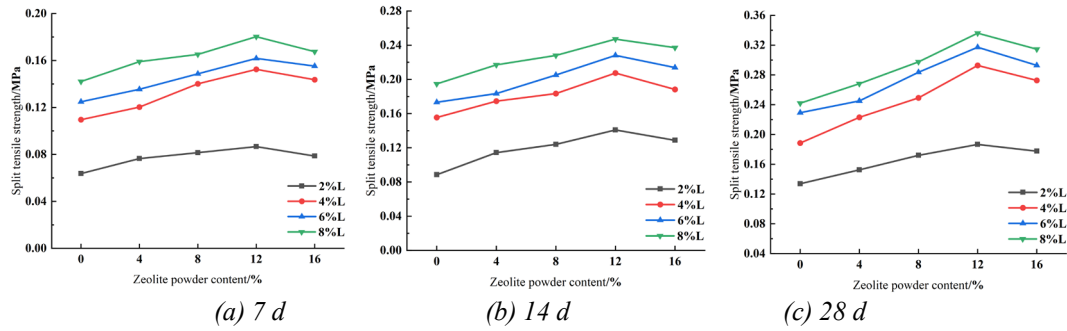 Split tensile strength/MPa
0.20
0.16
0.12
0.08
0.04
0.00
2%L
4%L
6%L
8%L
0 4 8 12 16
Zeolite powder content/%
(a) 7 d
Split tensile strength/MPa
0.28
0.24
0.20
0.16
0.12
0.08
0.04
0.00
2%L
4%L
6%L
8%L
0 4 8 12 16
Zeolite powder content/%
(b) 14 d
Split tensile strength/MPa
0.36
0.32
0.28
0.24
0.20
0.16
0.12
0.08
0.04
2%L
4%L
6%L
8%L
0 4 8 12 16
Zeolite powder content/%
(c) 28 d